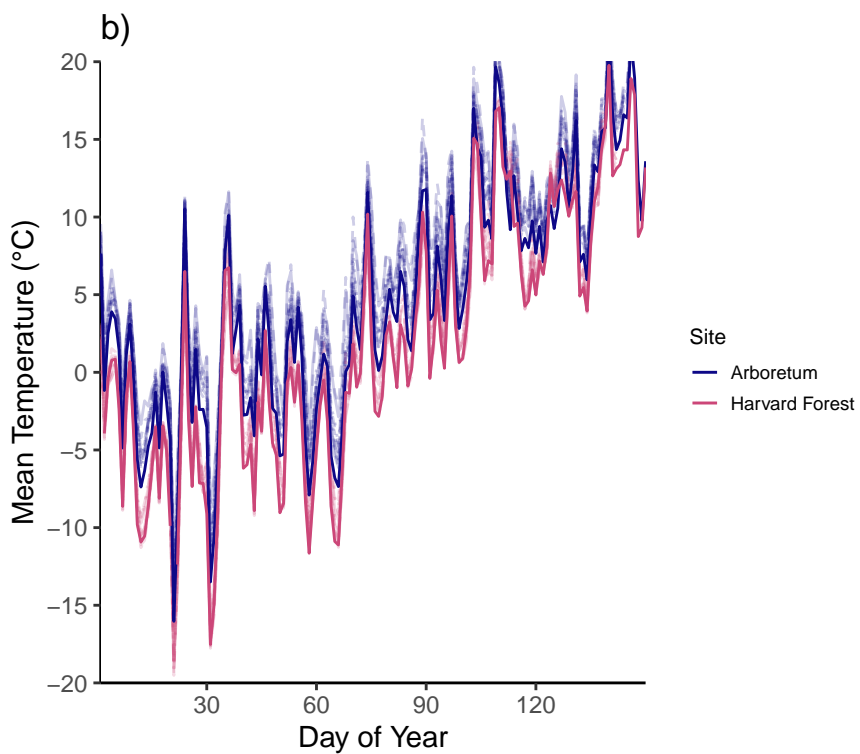 b)
20
15
10
5
0
−5
−10
−15
−20
Mean Temperature (°C)
30
60
90
120
Day of Year
Site
Arboretum
Harvard Forest